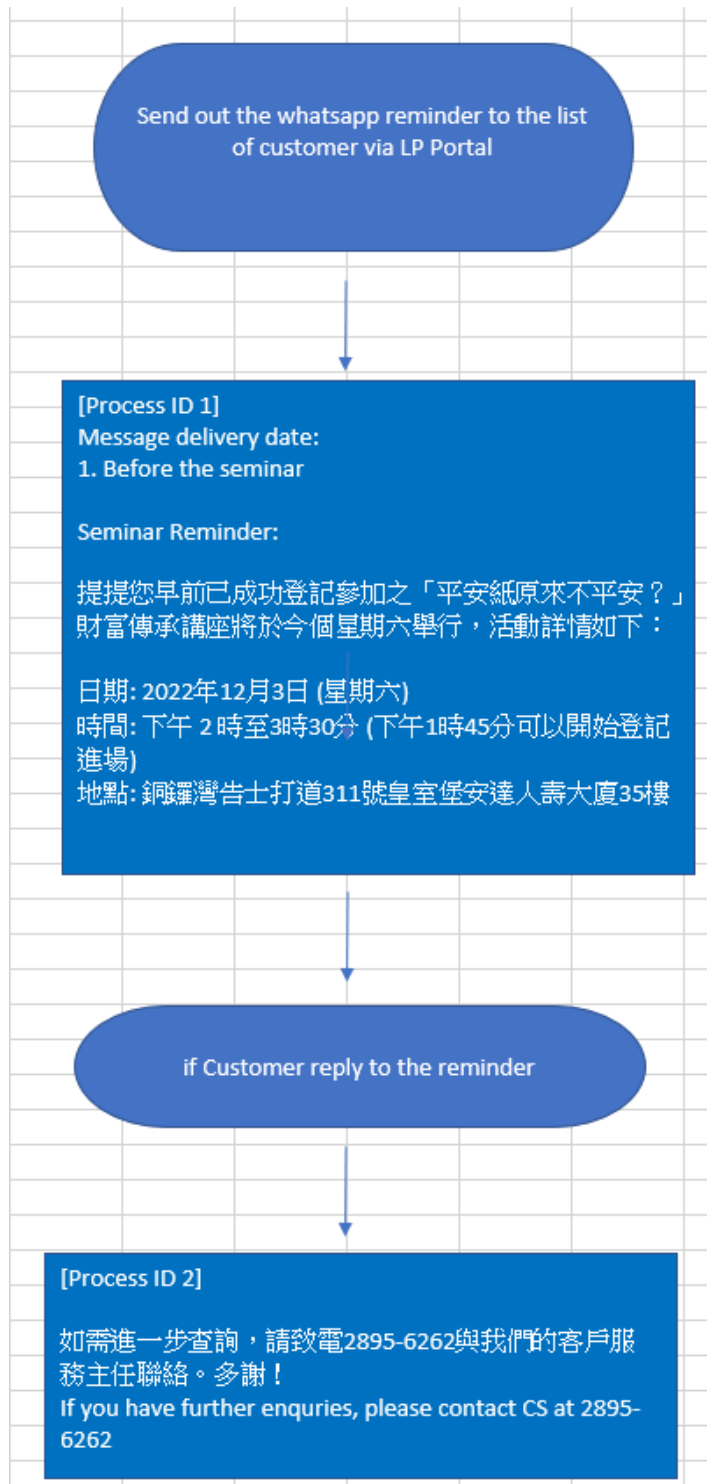 Send out the whatsapp reminder to the list
of customer via LP Portal
[Process ID 1]
Message delivery date:
1. Before the seminar
Seminar Reminder:
提提您早前已成功登記參加之「平安紙原來不平安？」
財富傳承講座將於今個星期六舉行，活動詳情如下：
日期: 2022年12月3日 (星期六)
時間: 下午 2 時至3時30分 (下午1時45分可以開始登記
進場)
地點: 銅鑼灣告士打道311號皇室堡安達人壽大廈35樓
if Customer reply to the reminder
[Process ID 2]
如需進一步查詢，請致電2895-6262與我們的客戶服
務主任聯絡。多謝！
If you have further enquries, please contact CS at 2895-
6262